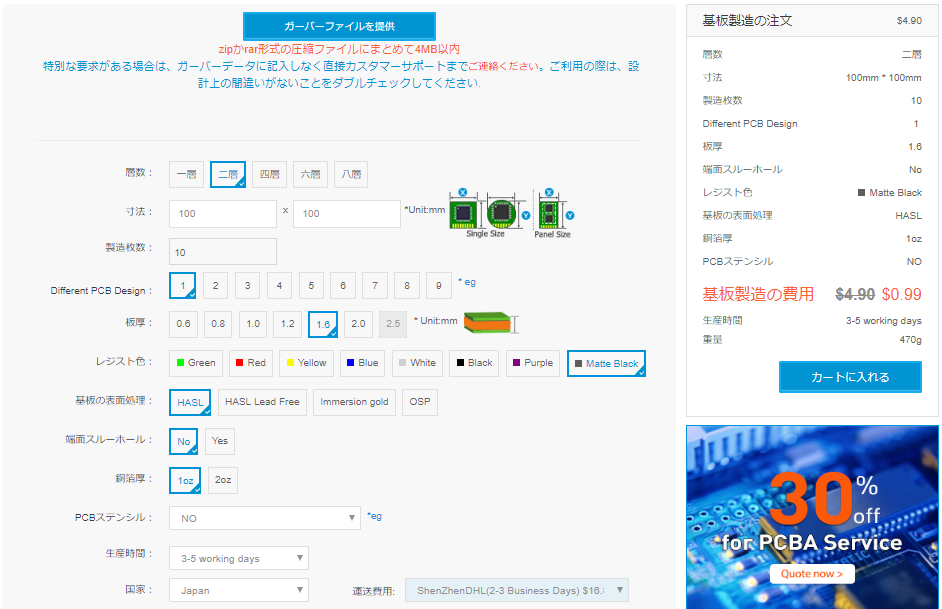 ガーバーファイルを提供
zipかrar形式の圧縮ファイルにまとめて4MB以内
特別な要求がある場合は、ガーバーデータに記入しなく直接カスタマーサポートまでご連絡ください。ご利用の際は、設
計上の間違いがないことをダブルチェックしてください.
層数： 一層 二層 四層 六層 八層
寸法： 100 x 100 *Unit:mm
X X
Y Y
Single Size Panel Size
製造枚数： 10
Different PCB Design： 1 2 3 4 5 6 7 8 9 * eg
板厚： 0.6 0.8 1.0 1.2 1.6 2.0 2.5 * Unit:mm
レジスト色： Green Red Yellow Blue White Black Purple Matte Black
基板の表面処理： HASL HASL Lead Free Immersion gold OSP
端面スルーホール： No Yes
銅箔厚： 1oz 2oz
PCBステンシル： NO *eg
生産時間： 3-5 working days
国家： Japan 運送費用: ShenZhenDHL(2-3 Business Days) $16.
基板製造の注文 $4.90
層数 二層
寸法 100mm * 100mm
製造枚数 10
Different PCB Design 1
板厚 1.6
端面スルーホール No
レジスト色 Matte Black
基板の表面処理 HASL
銅箔厚 1oz
PCBステンシル NO
基板製造の費用 $4.90 $0.99
生産時間 3-5 working days
重量 470g
カートに入れる
30% off
for PCBA Service
Quote now >